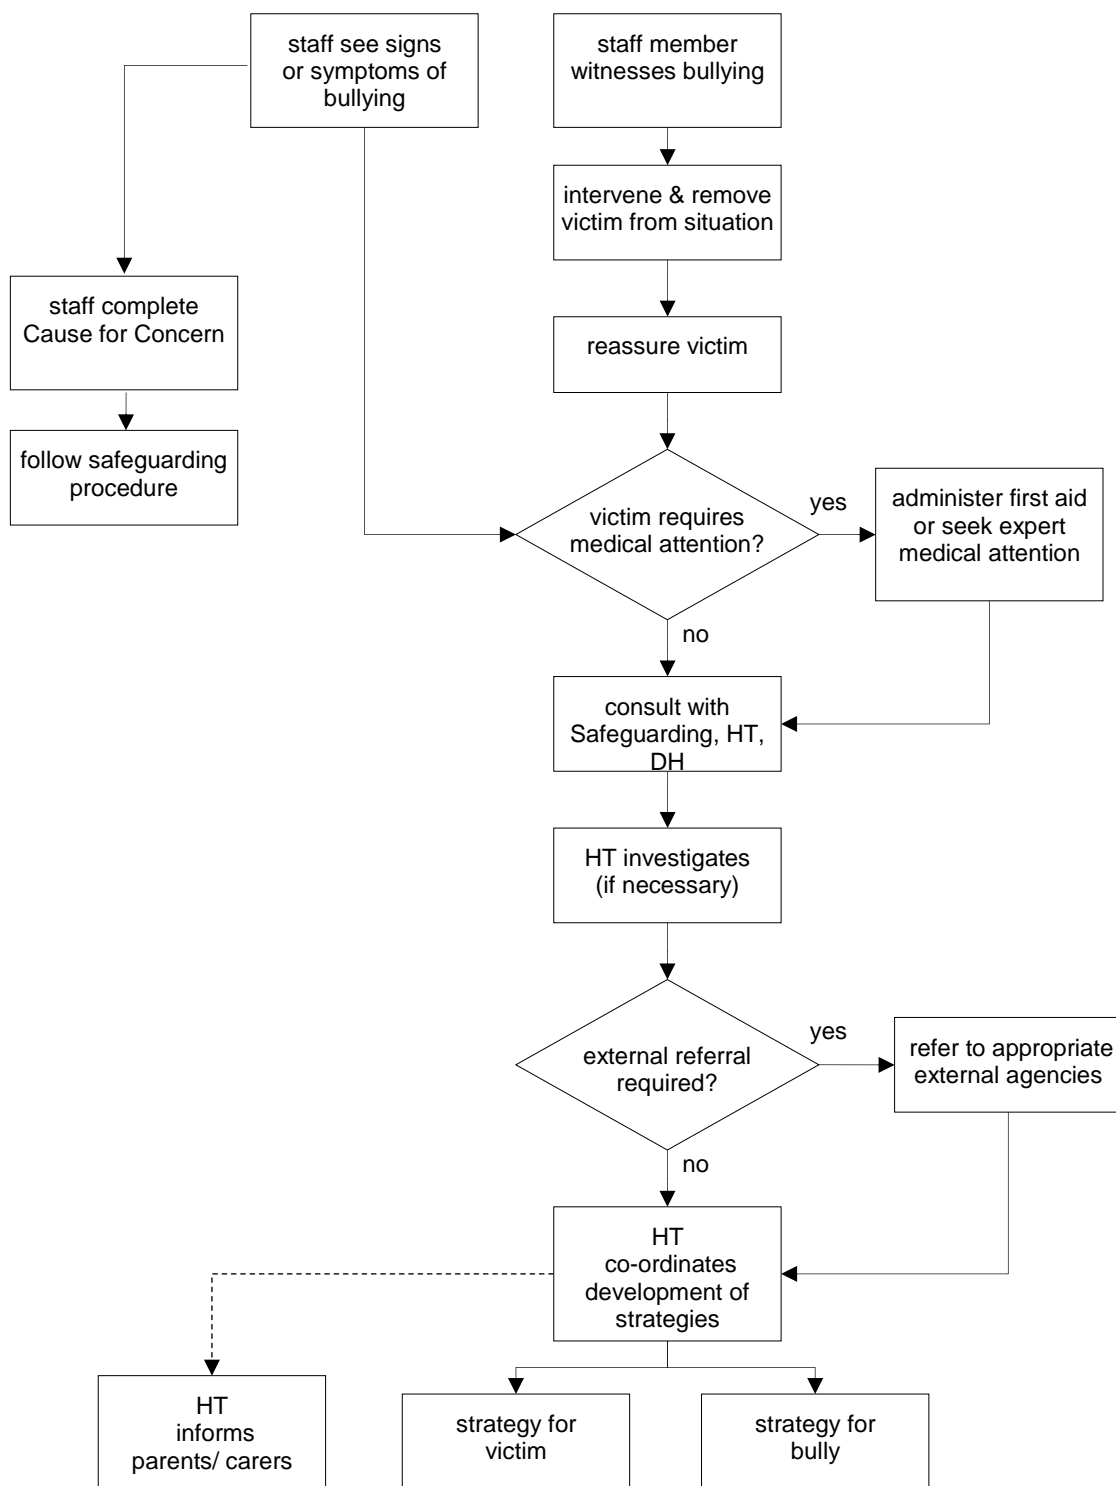 staff see signs
or symptoms of
bullying
staff member
witnesses bullying
intervene & remove
victim from situation
staff complete
Cause for Concern
reassure victim
follow safeguarding
procedure
victim requires
medical attention?
yes
administer first aid
or seek expert
medical attention
no
consult with
Safeguarding, HT,
DH
HT investigates
(if necessary)
external referral
required?
yes
refer to appropriate
external agencies
no
HT
co-ordinates
development of
strategies
HT
informs
parents/ carers
strategy for
victim
strategy for
bully